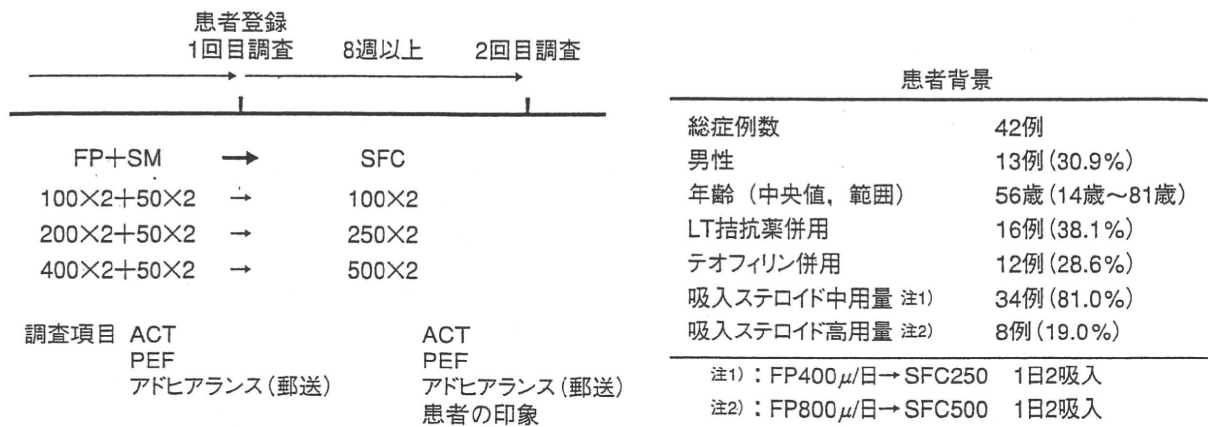 患者登録
1回目調査 8週以上 2回目調査
FP+SM → SFC
100×2+50×2 → 100×2
200×2+50×2 → 250×2
400×2+50×2 → 500×2
調査項目 ACT ACT
PEF PEF
アドヒアランス(郵送) アドヒアランス(郵送)
患者の印象
患者背景
総症例数 42例
男性 13例(30.9%)
年齢(中央値,範囲) 56歳(14歳~81歳)
LT拮抗薬併用 16例(38.1%)
テオフィリン併用 12例(28.6%)
吸入ステロイド中用量 注1) 34例(81.0%)
吸入ステロイド高用量 注2) 8例(19.0%)
注1):FP400μ/日→SFC250 1日2吸入
注2):FP800μ/日→SFC500 1日2吸入